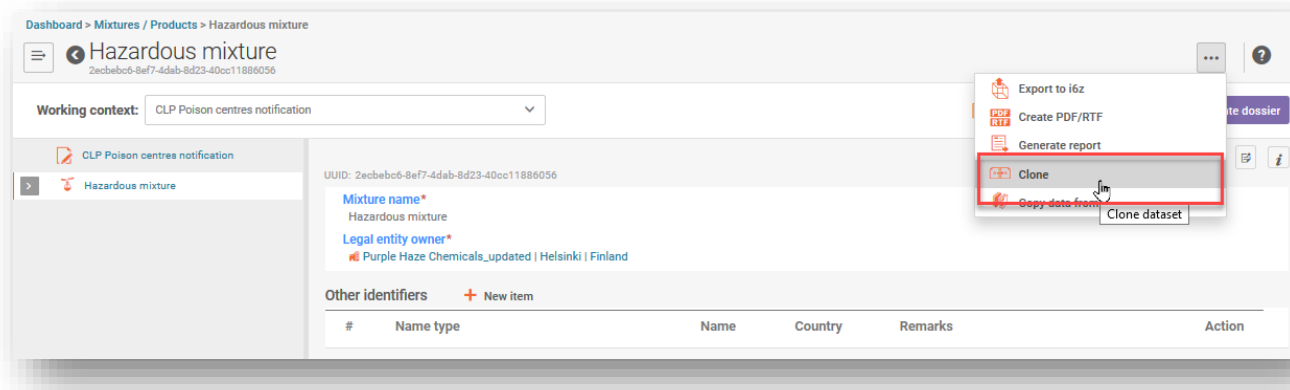 Dashboard > Mixtures / Products > Hazardous mixture
Hazardous mixture
2ecbebc6-8ef7-4dab-8d23-40cc11886056
Working context: CLP Poison centres notification
te dossier
Export to i6z
PDF RTF Create PDF/RTF
Generate report
Clone
Copy data from
Clone dataset
CLP Poison centres notification
Hazardous mixture
UUID: 2ecbebc6-8ef7-4dab-8d23-40cc11886056
Mixture name*
Hazardous mixture
Legal entity owner*
Purple Haze Chemicals_updated | Helsinki | Finland
Other identifiers + New item
# Name type Name Country Remarks Action